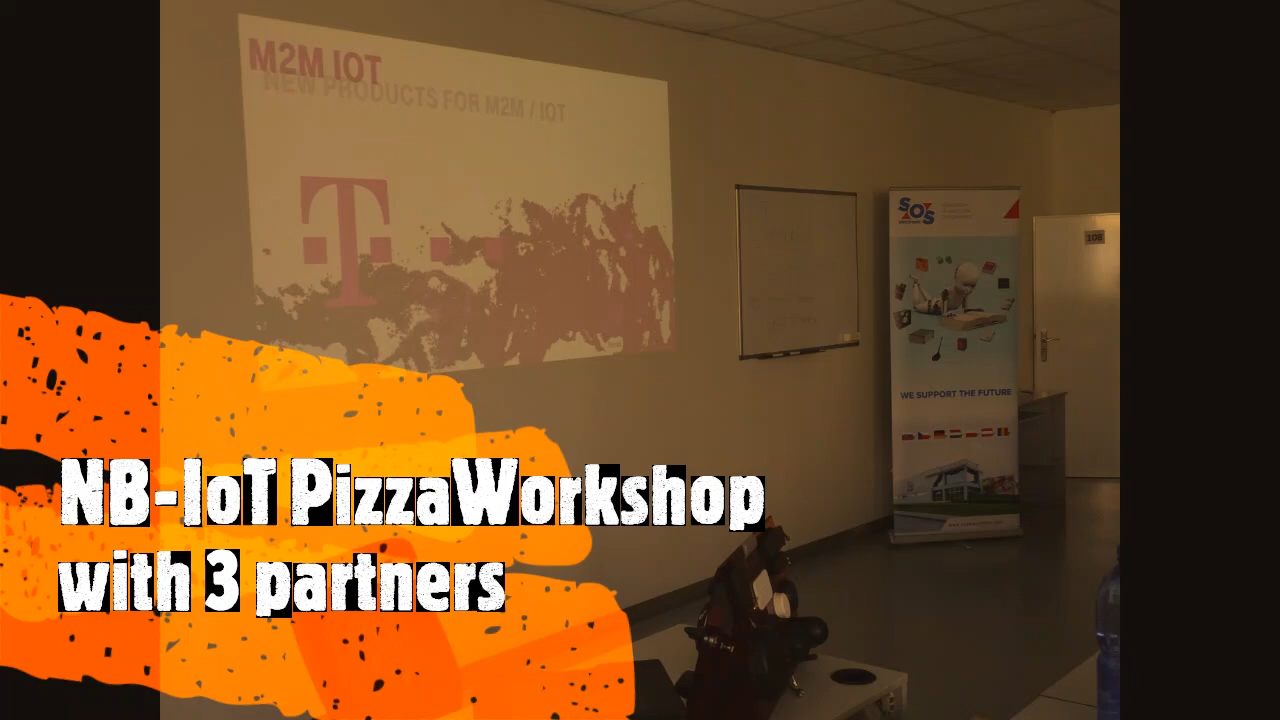 M2M IOT
NEW PRODUCTS FOR M2M / IOT
T
SOS
electronic
108
WE SUPPORT THE FUTURE
NB-IoT PizzaWorkshop
with 3 partners